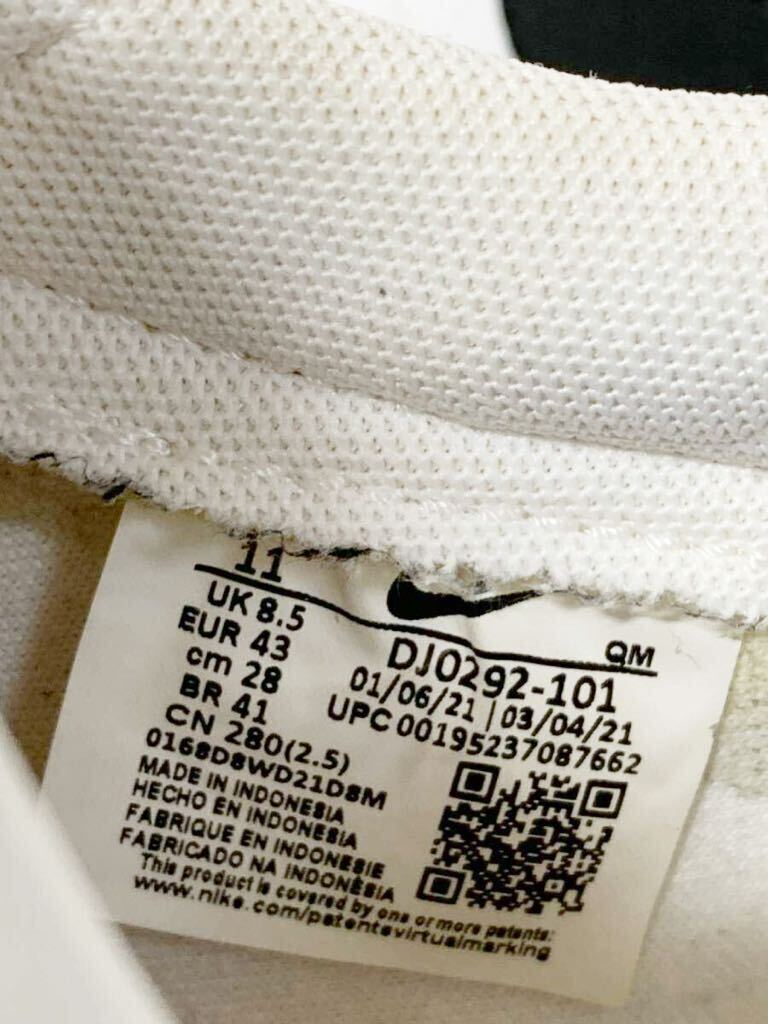 11
UK 8.5
EUR 43
cm 28
BR 41
CN 280(2.5)
0168D8WD21D8M
MADE IN INDONESIA
HECHO EN INDONESIA
FABRIQUE EN INDONESIE
FABRICADO NA INDONÉSIA
This product is covered by one or more patents:
www.nike.com/patentsvirtualmarking
QM
DJ0292-101
01/06/21 | 03/04/21
UPC 00195237087662